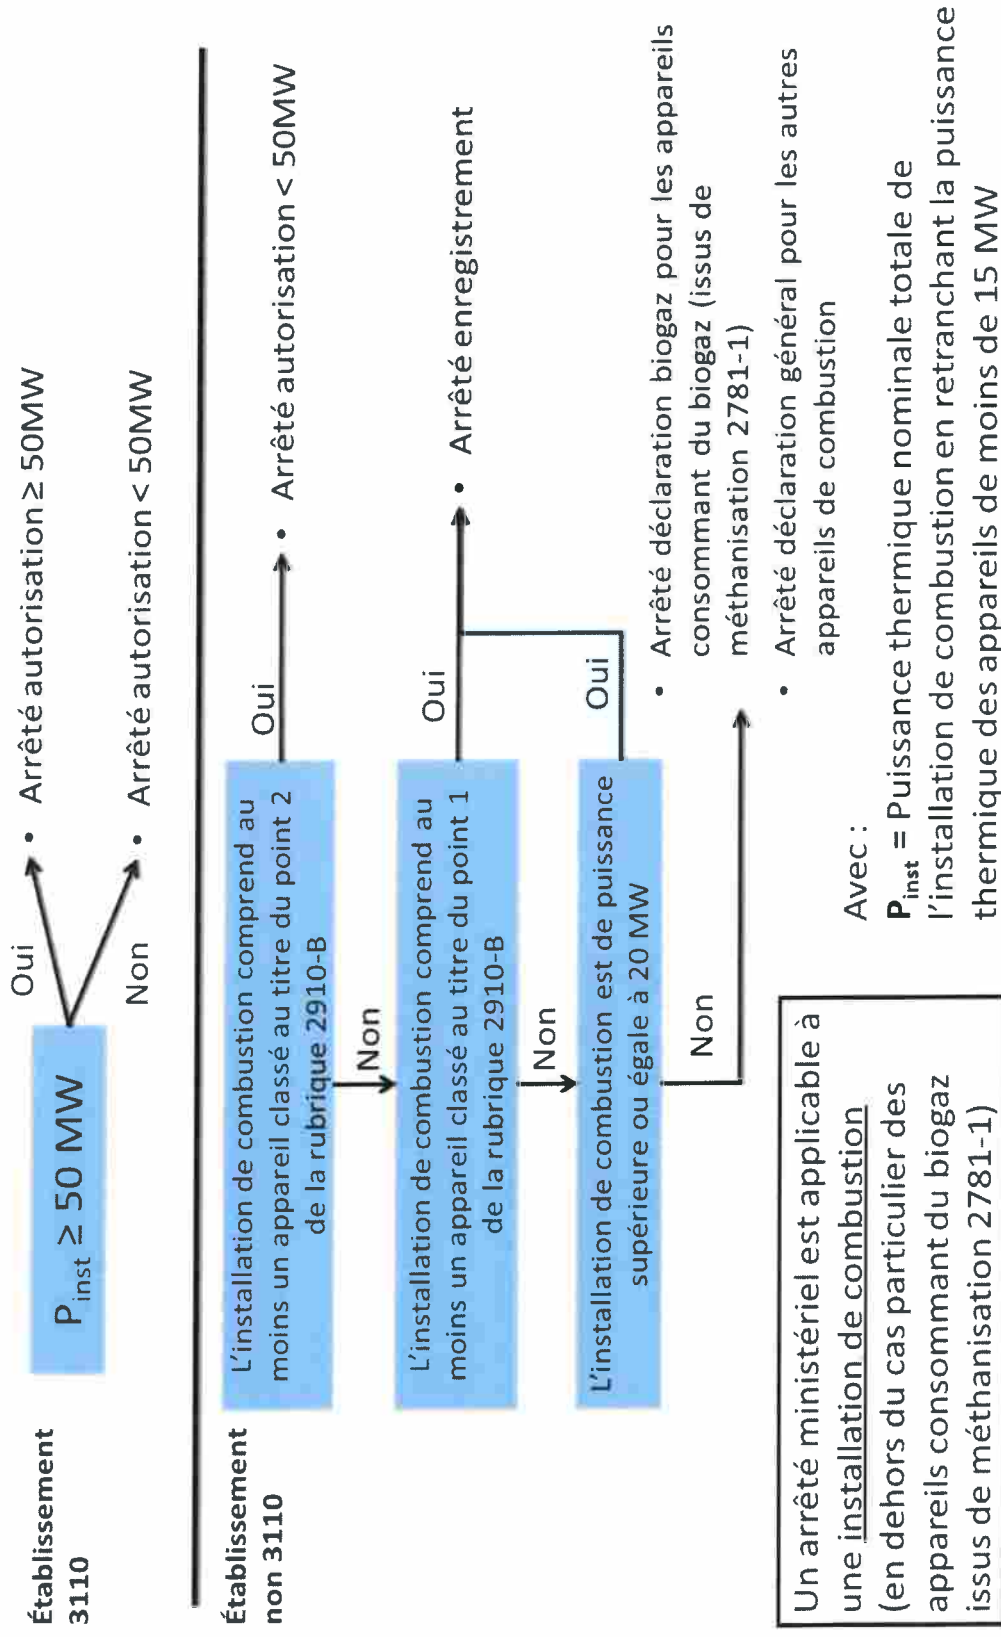 Établissement
3110
P inst ≥ 50 MW
Oui
• Arrêté autorisation ≥ 50MW
Non
• Arrêté autorisation < 50MW
Établissement
non 3110
L'installation de combustion comprend au
moins un appareil classé au titre du point 2
de la rubrique 2910-B
Oui
• Arrêté autorisation < 50MW
Non
L'installation de combustion comprend au
moins un appareil classé au titre du point 1
de la rubrique 2910-B
Oui
• Arrêté enregistrement
Non
L'installation de combustion est de puissance
supérieure ou égale à 20 MW
Oui
Non
• Arrêté déclaration biogaz pour les appareils
consommant du biogaz (issus de
méthanisation 2781-1)
• Arrêté déclaration général pour les autres
appareils de combustion
Un arrêté ministériel est applicable à
une installation de combustion
(en dehors du cas particulier des
appareils consommant du biogaz
issus de méthanisation 2781-1)
Avec :
P inst = Puissance thermique nominale totale de
l'installation de combustion en retranchant la puissance
thermique des appareils de moins de 15 MW